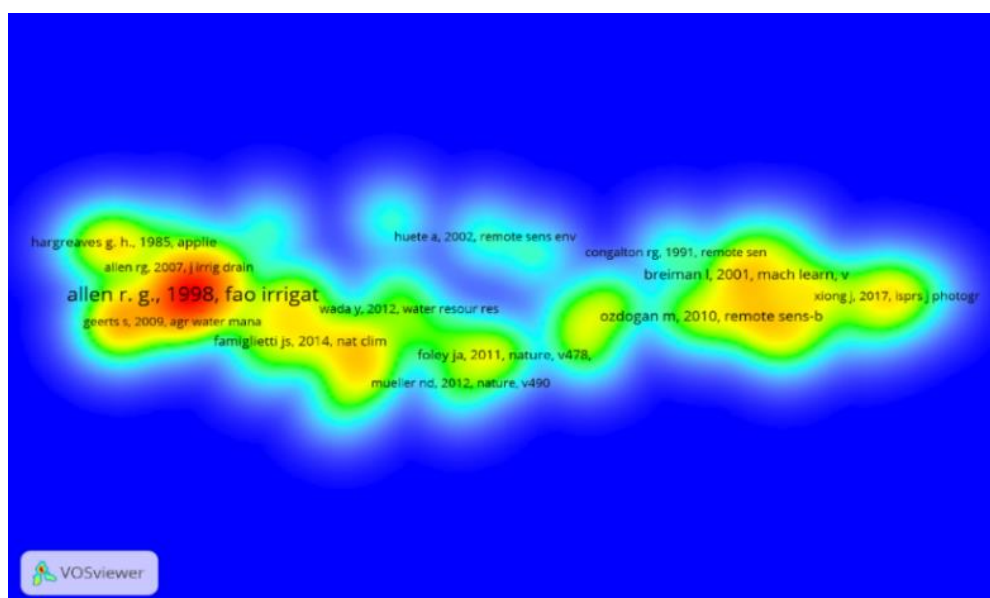 huete a, 2002, remote sens env
hargreaves g. h., 1985, applie
congalton rg, 1991, remote sen
allen rg. 2007, j irrig drain
breiman l, 2001, mach learn, v
allen r. g., 1998, fao irrigat
xiong j, 2017, isprs j photogr
wada y, 2012, water resour res
ozdogan m, 2010, remote sens-b
geerts s, 2009, agr water mana
famiglietti js, 2014, nat clim
foley ja, 2011, nature, v478,
mueller nd, 2012, nature, v490
VOSviewer